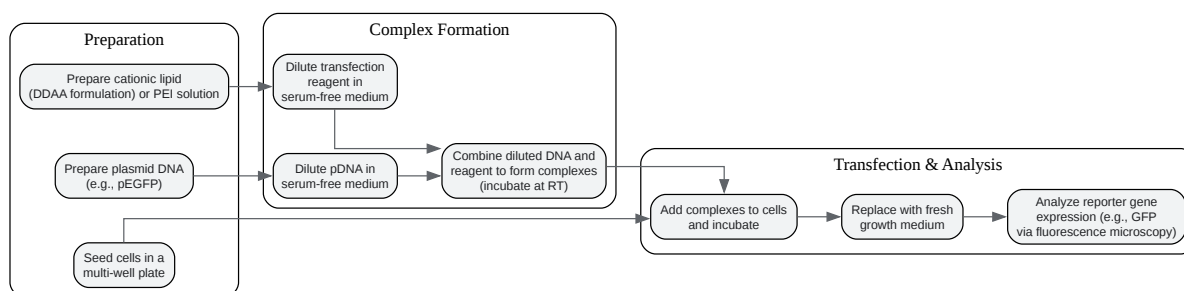 Preparation
Prepare cationic lipid
(DDAA formulation) or PEI solution
Prepare plasmid DNA
(e.g., pEGFP)
Seed cells in a
multi-well plate
Complex Formation
Dilute transfection
reagent in
serum-free medium
Dilute pDNA in
serum-free medium
Combine diluted DNA and
reagent to form complexes
(incubate at RT)
Transfection & Analysis
Add complexes to cells
and incubate
Replace with fresh
growth medium
Analyze reporter gene
expression (e.g., GFP
via fluorescence microscopy)